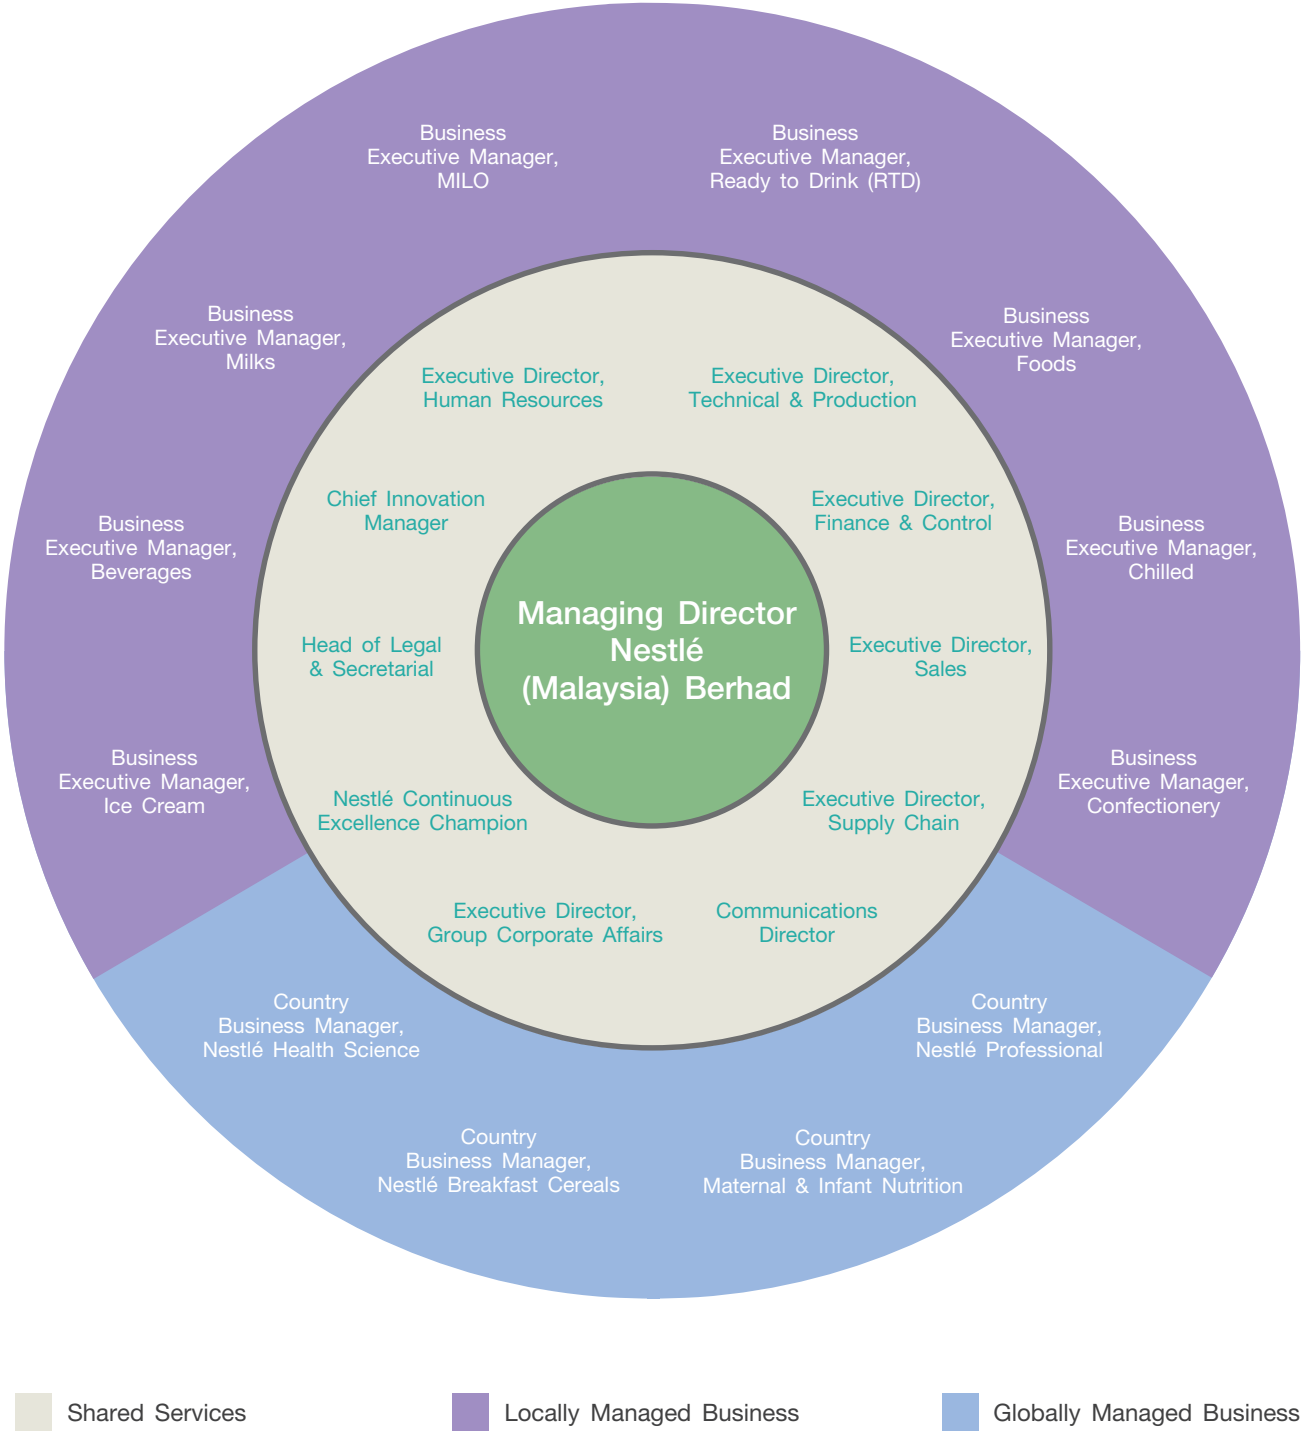 Business
Executive Manager,
MILO
Business
Executive Manager,
Ready to Drink (RTD)
Business
Executive Manager,
Milks
Business
Executive Manager,
Foods
Executive Director,
Human Resources
Executive Director,
Technical & Production
Chief Innovation
Manager
Executive Director,
Finance & Control
Business
Executive Manager,
Beverages
Business
Executive Manager,
Chilled
Managing Director
Nestlé
(Malaysia) Berhad
Head of Legal
& Secretarial
Executive Director,
Sales
Business
Executive Manager,
Ice Cream
Business
Executive Manager,
Confectionery
Nestlé Continuous
Excellence Champion
Executive Director,
Supply Chain
Executive Director,
Group Corporate Affairs
Communications
Director
Country
Business Manager,
Nestlé Health Science
Country
Business Manager,
Nestlé Professional
Country
Business Manager,
Nestlé Breakfast Cereals
Country
Business Manager,
Maternal & Infant Nutrition
Shared Services
Locally Managed Business
Globally Managed Business